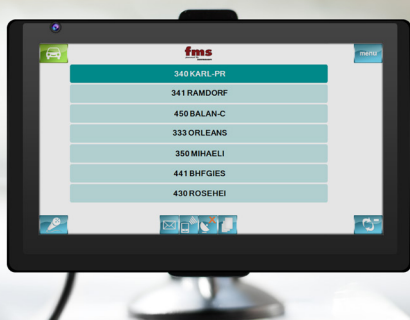 fms
menu
340 KARL-PR
341 RAMDORF
450 BALAN-C
333 ORLEANS
350 MIHAELI
441 BHFGIES
430 ROSEHEI